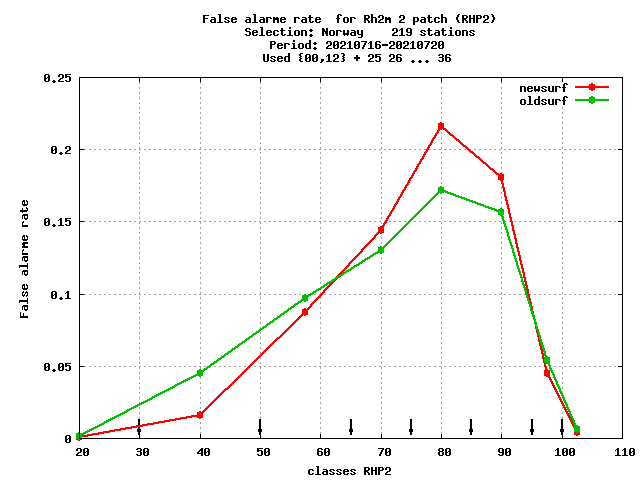 False alarme rate  for Rh2m 2 patch (RHP2)
Selection: Norway    219 stations
Period: 20210716-20210720
Used {00,12} + 25 26 ... 36
newsurf
oldsurf
0.25
0.2
0.15
0.1
0.05
0
False alarme rate
20 30 40 50 60 70 80 90 100 110
classes RHP2